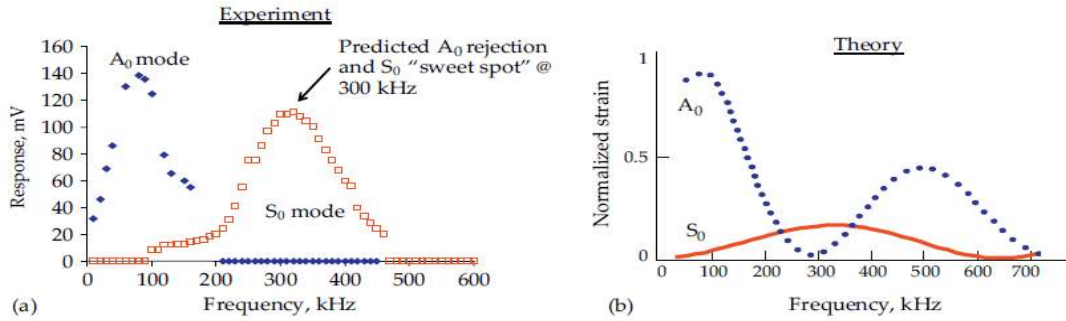 Experiment
160
140
120
100
80
60
40
20
0
Response, mV
A₀ mode
Predicted A₀ rejection
and S₀ “sweet spot” @
300 kHz
S₀ mode
0 100 200 300 400 500 600
(a)
Frequency, kHz
Theory
1
0.5
0
Normalized strain
A₀
S₀
0 100 200 300 400 500 600 700
(b)
Frequency, kHz